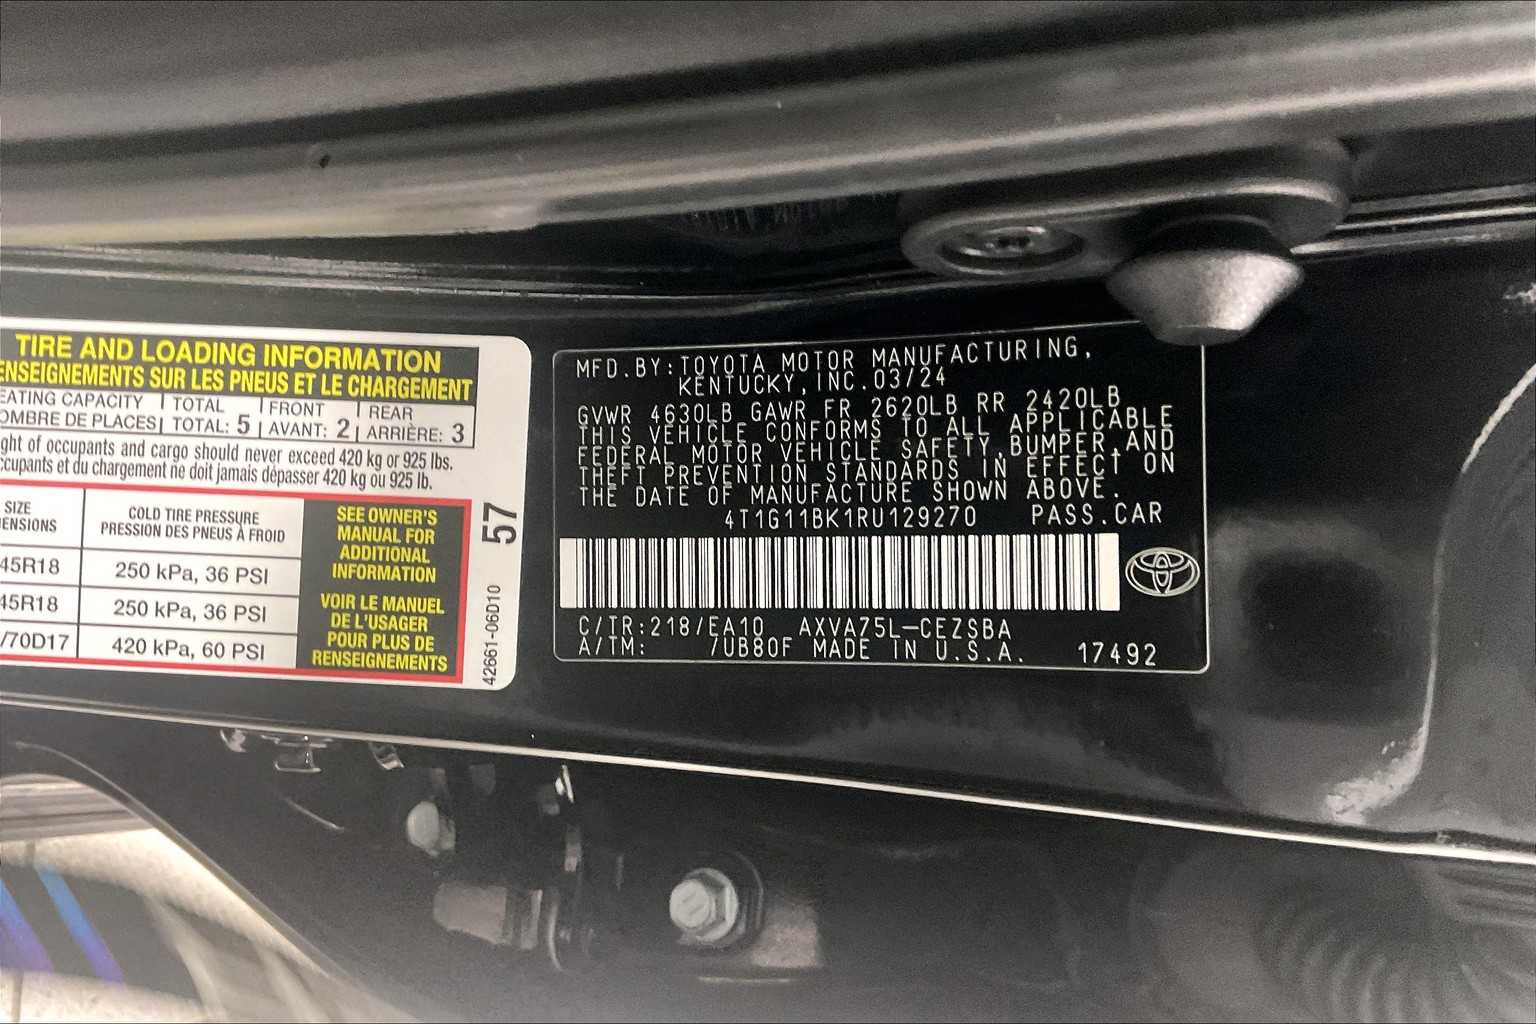 TIRE AND LOADING INFORMATION
ENSEIGNEMENTS SUR LES PNEUS ET LE CHARGEMENT
EATING CAPACITY TOTAL FRONT REAR
OMBRE DE PLACES TOTAL: 5 AVANT: 2 ARRIÈRE: 3
ght of occupants and cargo should never exceed 420 kg or 925 lbs.
ccupants et du chargement ne doit jamais dépasser 420 kg ou 925 lb.
SIZE
ENSIONS
COLD TIRE PRESSURE
PRESSION DES PNEUS À FROID
45R18 250 kPa, 36 PSI
45R18 250 kPa, 36 PSI
/70D17 420 kPa, 60 PSI
SEE OWNER'S
MANUAL FOR
ADDITIONAL
INFORMATION
VOIR LE MANUEL
DE L'USAGER
POUR PLUS DE
RENSEIGNEMENTS
57
42661-06D10
MFD.BY:TOYOTA MOTOR MANUFACTURING,
KENTUCKY,INC.03/24
GVWR 4630LB GAWR FR 2620LB RR 2420LB
THIS VEHICLE CONFORMS TO ALL APPLICABLE
FEDERAL MOTOR VEHICLE SAFETY,BUMPER,AND
THEFT PREVENTION STANDARDS IN EFFECT ON
THE DATE OF MANUFACTURE SHOWN ABOVE.
4T1G11BK1RU129270 PASS.CAR
C/TR:218/EA10 AXVA75L-CEZSBA
A/TM: /UB80F MADE IN U.S.A. 17492